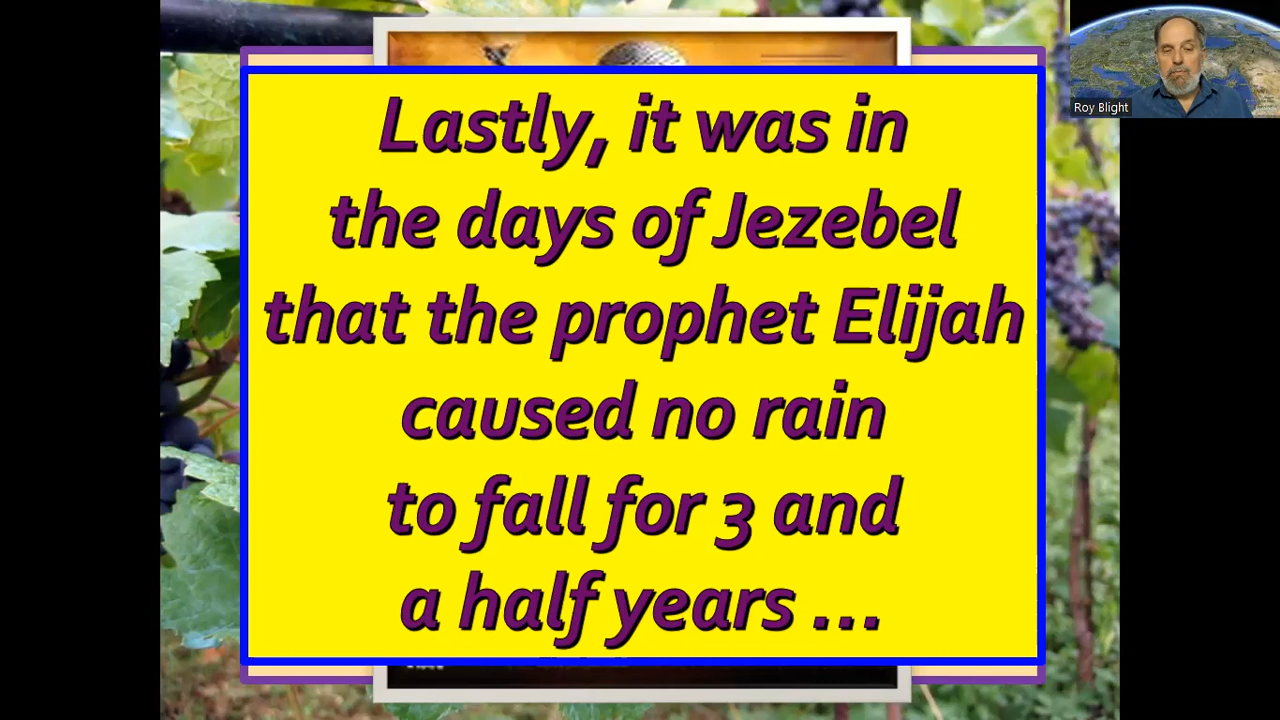 Lastly, it was in
the days of Jezebel
that the prophet Elijah
caused no rain
to fall for 3 and
a half years ...
Roy Blight